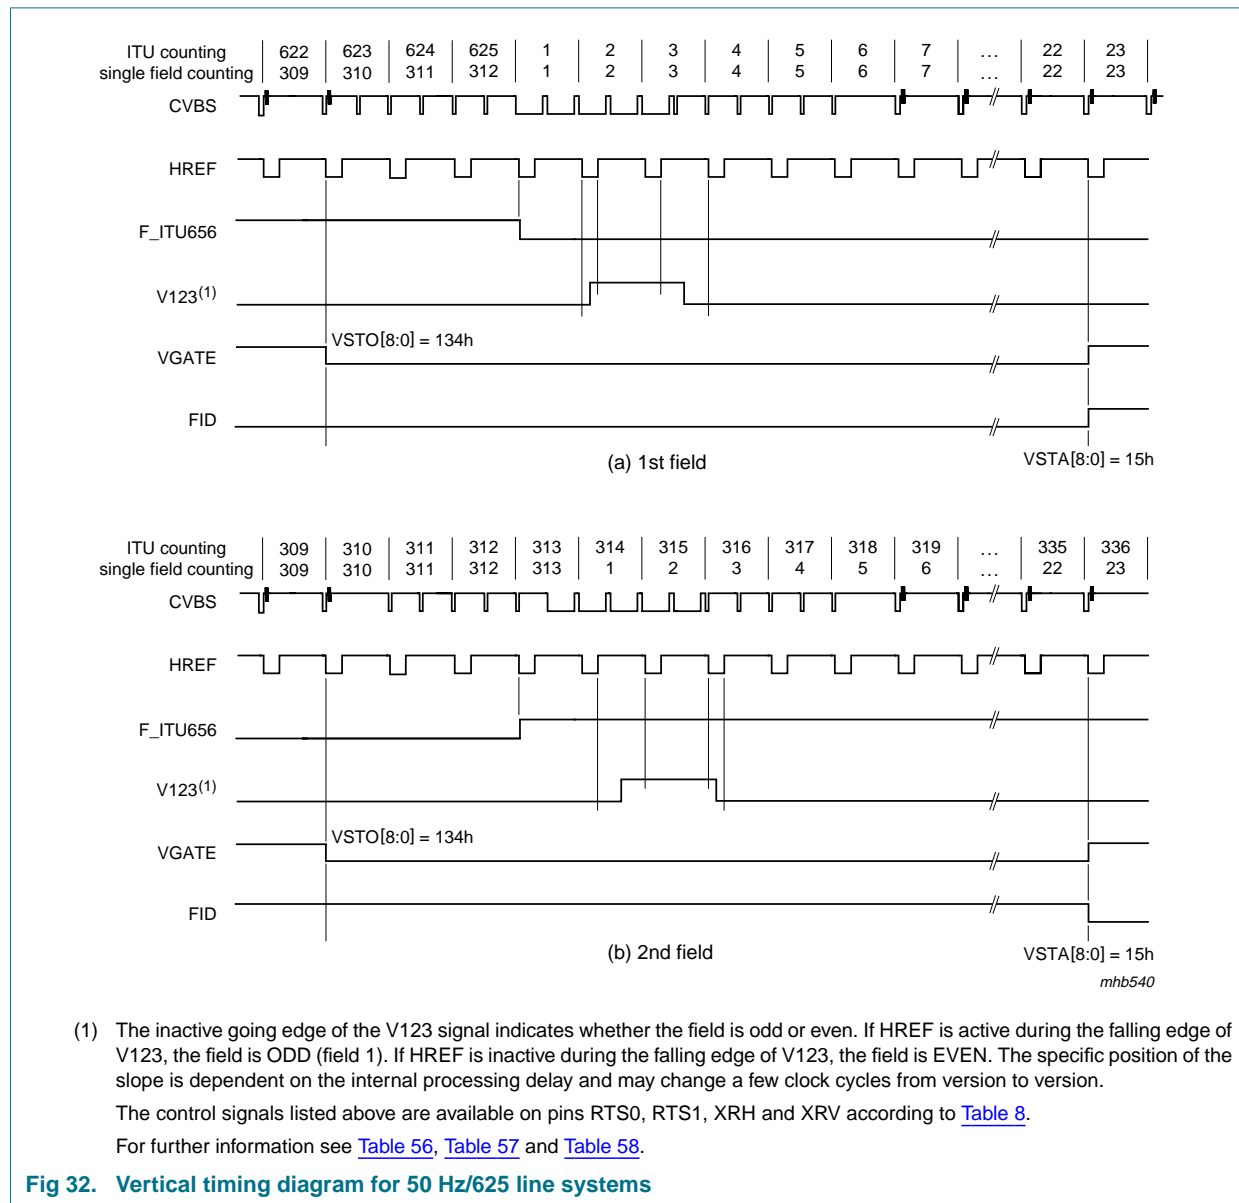 ITU counting 622 623 624 625 1 2 3 4 5 6 7 ... 22 23
single field counting 309 310 311 312 1 2 3 4 5 6 7 ... 22 23
CVBS
HREF
F_ITU656
V123(1)
VSTO[8:0] = 134h
VGATE
FID
(a) 1st field VSTA[8:0] = 15h
ITU counting 309 310 311 312 313 314 315 316 317 318 319 ... 335 336
single field counting 309 310 311 312 313 1 2 3 4 5 6 ... 22 23
CVBS
HREF
F_ITU656
V123(1)
VSTO[8:0] = 134h
VGATE
FID
(b) 2nd field VSTA[8:0] = 15h
mhb540
(1) The inactive going edge of the V123 signal indicates whether the field is odd or even. If HREF is active during the falling edge of
V123, the field is ODD (field 1). If HREF is inactive during the falling edge of V123, the field is EVEN. The specific position of the
slope is dependent on the internal processing delay and may change a few clock cycles from version to version.
The control signals listed above are available on pins RTS0, RTS1, XRH and XRV according to Table 8.
For further information see Table 56, Table 57 and Table 58.
Fig 32. Vertical timing diagram for 50 Hz/625 line systems